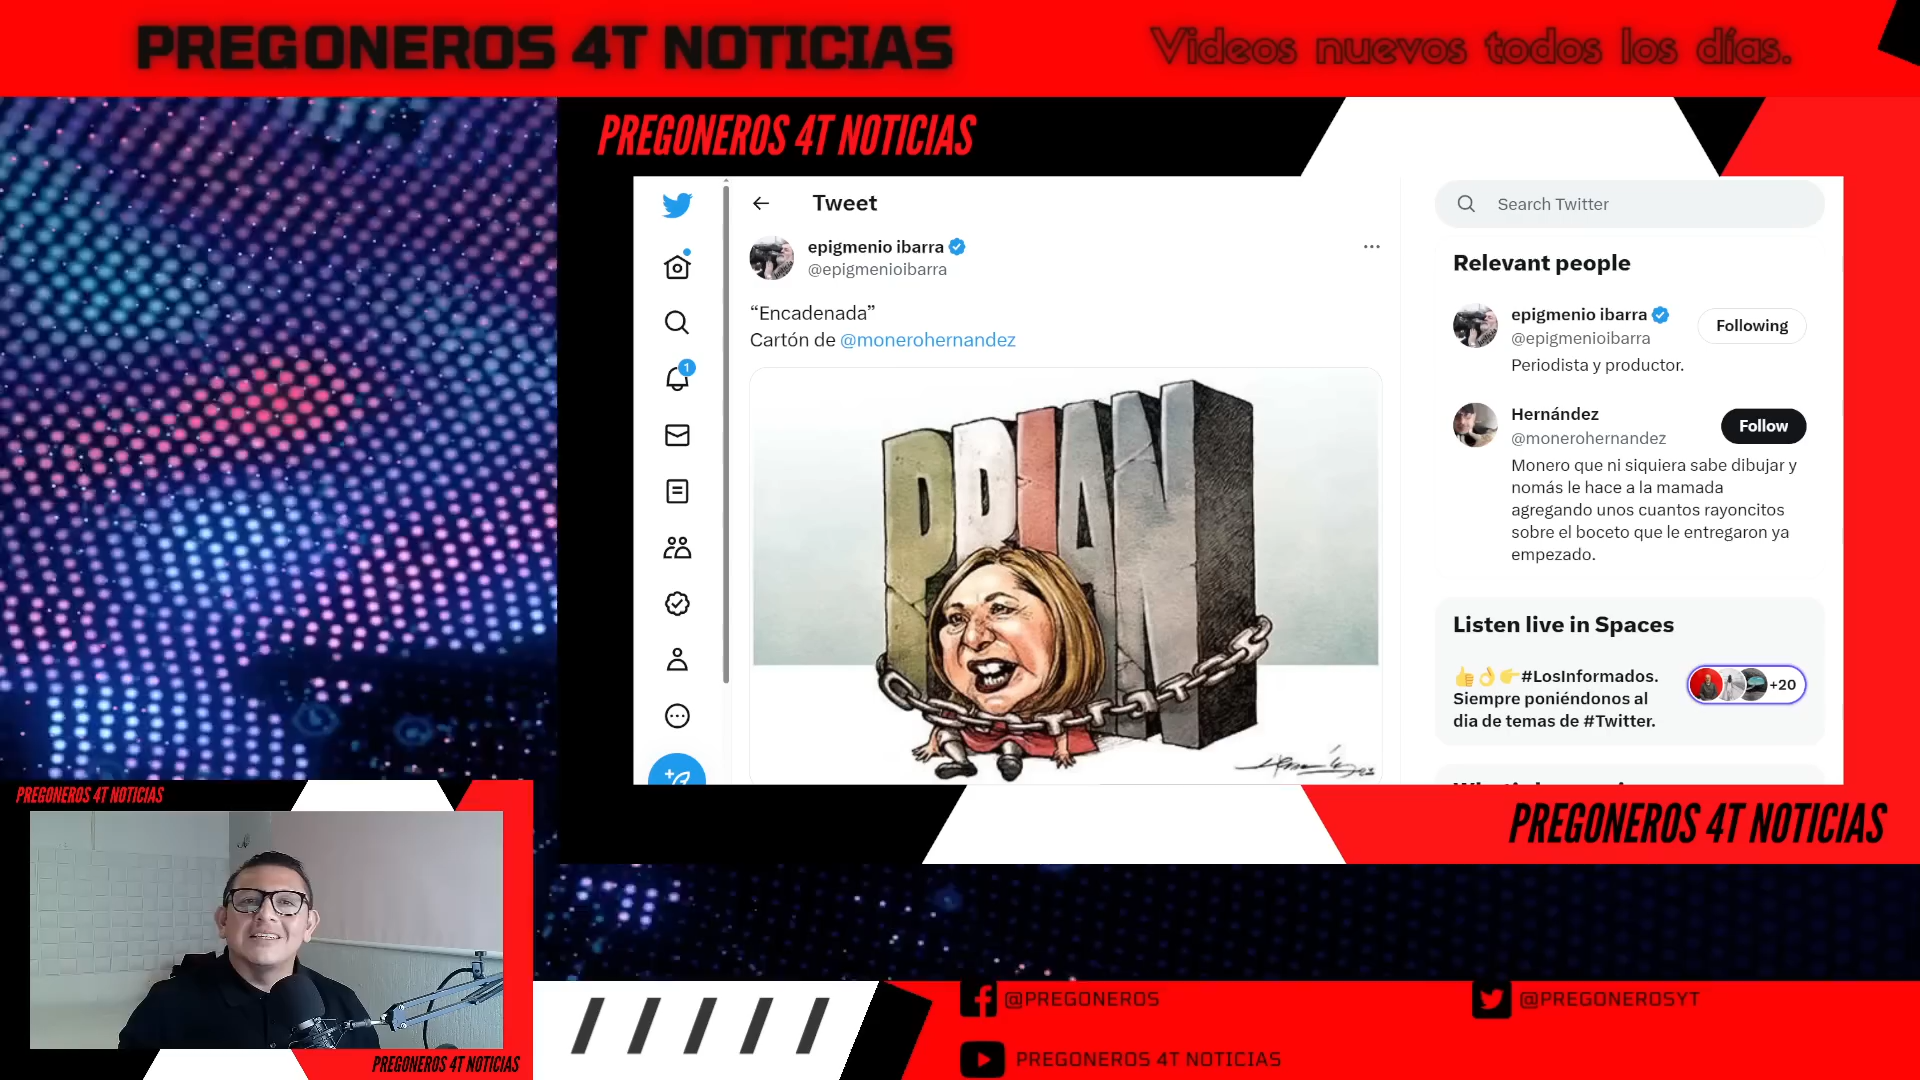 PREGONEROS 4T NOTICIAS
Videos nuevos todos los días.
PREGONEROS 4T NOTICIAS
Tweet
Search Twitter
epigmenio ibarra
@epigmenioibarra
“Encadenada”
Cartón de @monerohernandez
PRIAN
Relevant people
epigmenio ibarra
@epigmenioibarra
Following
Periodista y productor.
Hernández
@monerohernandez
Follow
Monero que ni siquiera sabe dibujar y
nomás le hace a la mamada
agregando unos cuantos rayoncitos
sobre el boceto que le entregaron ya
empezado.
Listen live in Spaces
👍👌👉#LosInformados.
Siempre poniéndonos al
dia de temas de #Twitter.
+20
1
PREGONEROS 4T NOTICIAS
PREGONEROS 4T NOTICIAS
PREGONEROS 4T NOTICIAS
@PREGONEROS
@PREGONEROSYT
PREGONEROS 4T NOTICIAS